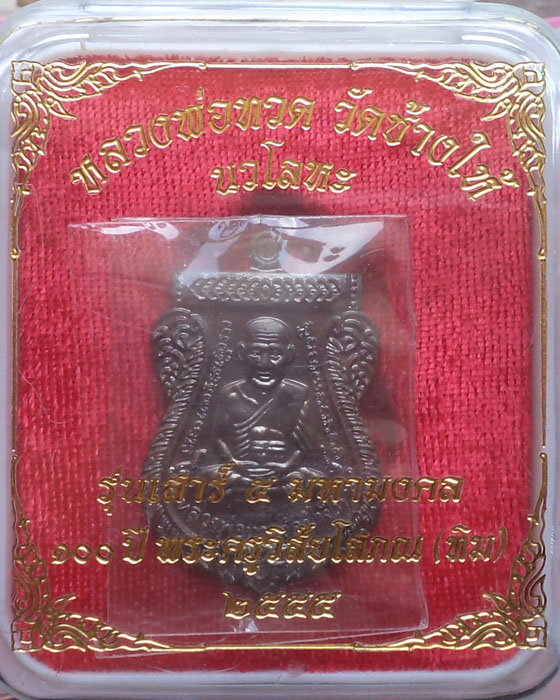 หลวงพ่อทวด วัดช้างให้
นวโลหะ
รุ่นเสาร์ ๕ มหามงคล
๑๐๐ ปี พระครูวิสัยโสภณ (ทิม)
๒๕๕๕